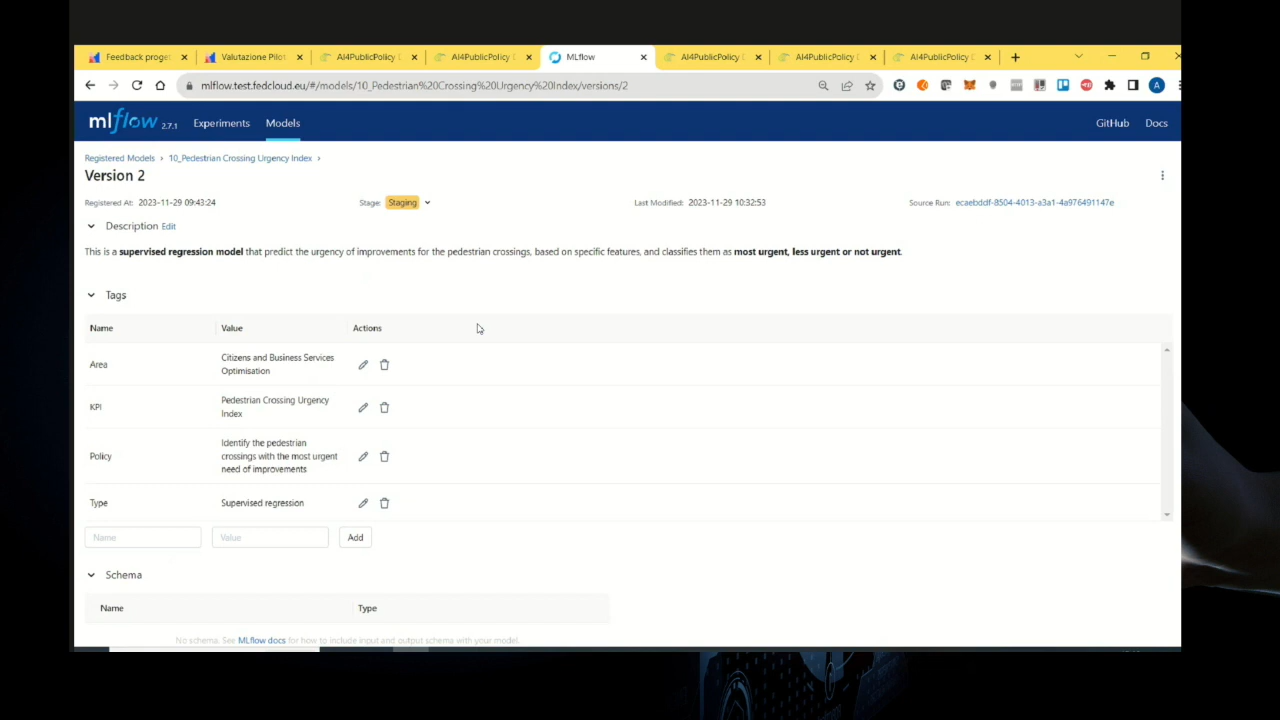 Feedback proget
Valutazione Pilot
AI4PublicPolicy
AI4PublicPolicy
MLflow
AI4PublicPolicy
AI4PublicPolicy
AI4PublicPolicy
mlflow.test.fedcloud.eu/#/models/10_Pedestrian%20Crossing%20Urgency%20Index/versions/2
mlflow 2.7.1 Experiments Models GitHub Docs
Registered Models > 10_Pedestrian Crossing Urgency Index >
Version 2
Registered At: 2023-11-29 09:43:24 Stage: Staging Last Modified: 2023-11-29 10:32:53 Source Run: ecaebddf-8504-4013-a3a1-4a976491147e
Description Edit
This is a supervised regression model that predict the urgency of improvements for the pedestrian crossings, based on specific features, and classifies them as most urgent, less urgent or not urgent.
Tags
Name Value Actions
Area Citizens and Business Services
Optimisation
KPI Pedestrian Crossing Urgency
Index
Policy Identify the pedestrian
crossings with the most urgent
need of improvements
Type Supervised regression
Name Value Add
Schema
Name Type
No schema. See MLflow docs for how to include input and output schema with your model.